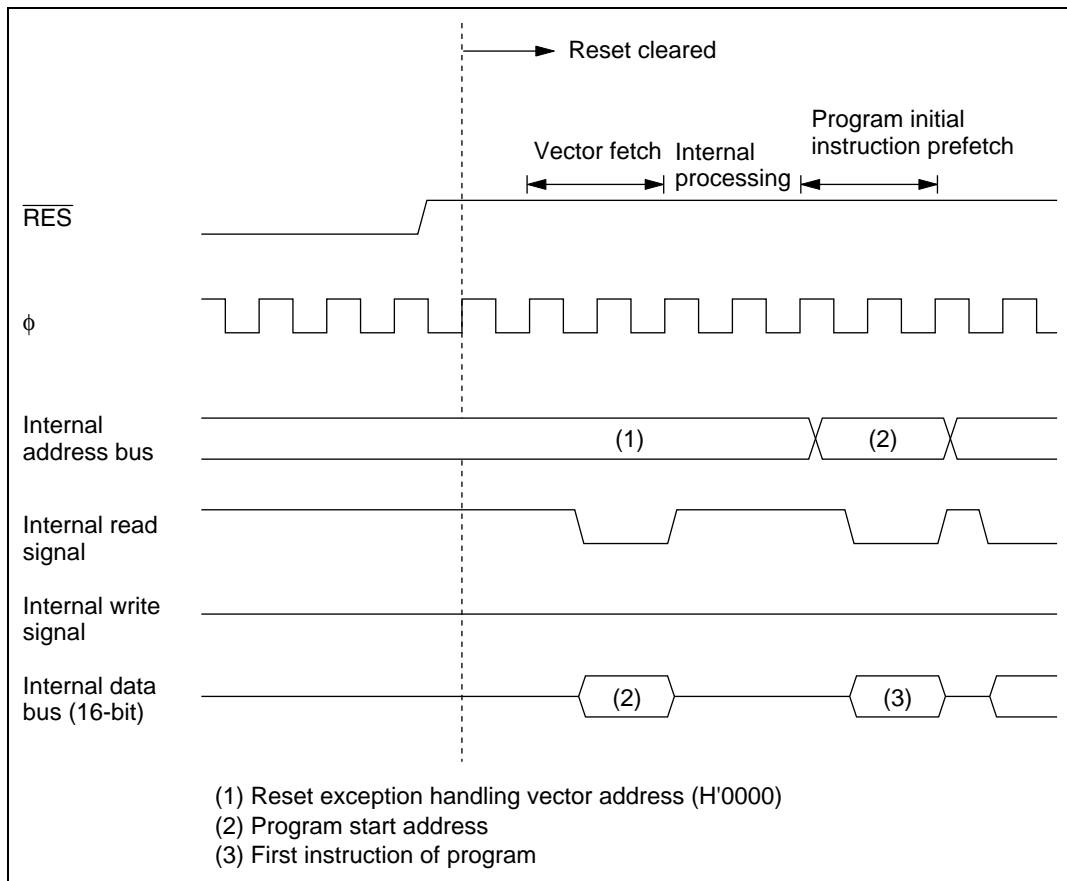 Reset cleared
Program initial
Vector fetch Internal instruction prefetch
processing
RES
φ
Internal
address bus
(1) (2)
Internal read
signal
Internal write
signal
Internal data
bus (16-bit)
(2) (3)
(1) Reset exception handling vector address (H'0000)
(2) Program start address
(3) First instruction of program